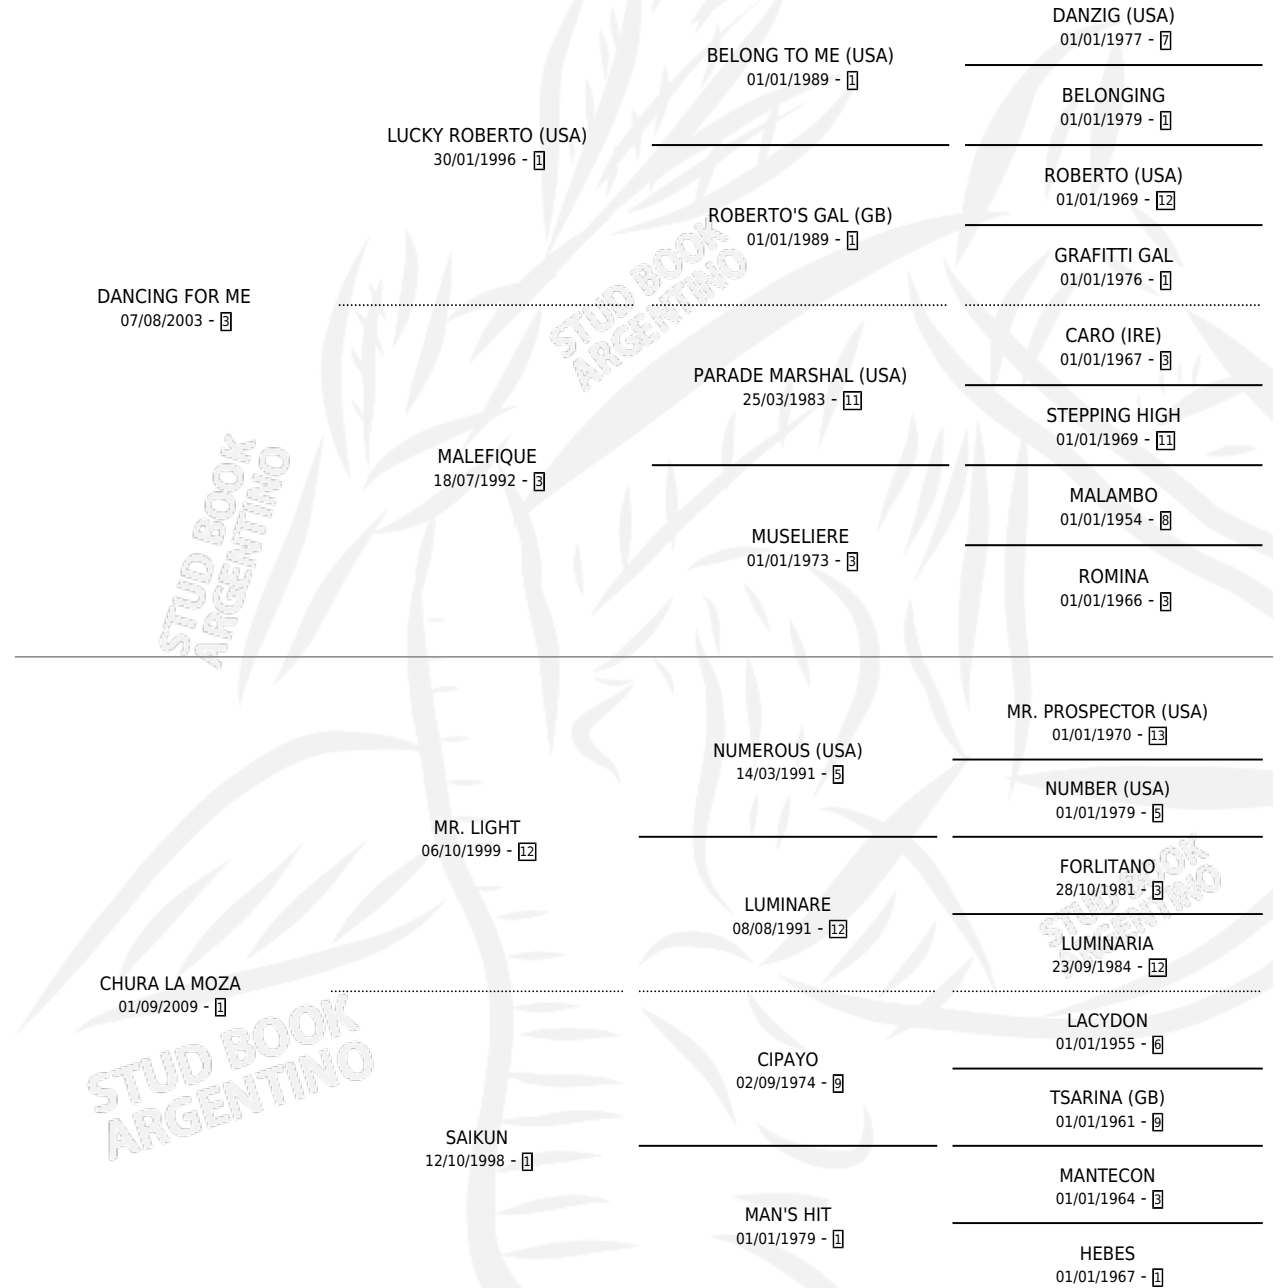 DANZIG (USA)
01/01/1977 - 7
BELONG TO ME (USA)
01/01/1989 - 1
BELONGING
01/01/1979 - 1
LUCKY ROBERTO (USA)
30/01/1996 - 1
ROBERTO (USA)
01/01/1969 - 12
ROBERTO'S GAL (GB)
01/01/1989 - 1
GRAFITTI GAL
01/01/1976 - 1
DANCING FOR ME
07/08/2003 - 3
STUD BOOK
ARGENTINO
CARO (IRE)
01/01/1967 - 3
PARADE MARSHAL (USA)
25/03/1983 - 11
STEPPING HIGH
01/01/1969 - 11
MALEFIQUE
18/07/1992 - 3
MALAMBO
01/01/1954 - 8
MUSELIERE
01/01/1973 - 3
ROMINA
01/01/1966 - 3
STUD BOOK
ARGENTINO
MR. PROSPECTOR (USA)
01/01/1970 - 13
NUMEROUS (USA)
14/03/1991 - 5
NUMBER (USA)
01/01/1979 - 5
MR. LIGHT
06/10/1999 - 12
FORLITANO
28/10/1981 - 3
LUMINARE
08/08/1991 - 12
LUMINARIA
23/09/1984 - 12
STUD BOOK
ARGENTINO
CHURA LA MOZA
01/09/2009 - 1
LACYDON
01/01/1955 - 6
CIPAYO
02/09/1974 - 9
TSARINA (GB)
01/01/1961 - 9
STUD BOOK
ARGENTINO
SAIKUN
12/10/1998 - 1
MANTECON
01/01/1964 - 3
MAN'S HIT
01/01/1979 - 1
HEBES
01/01/1967 - 1